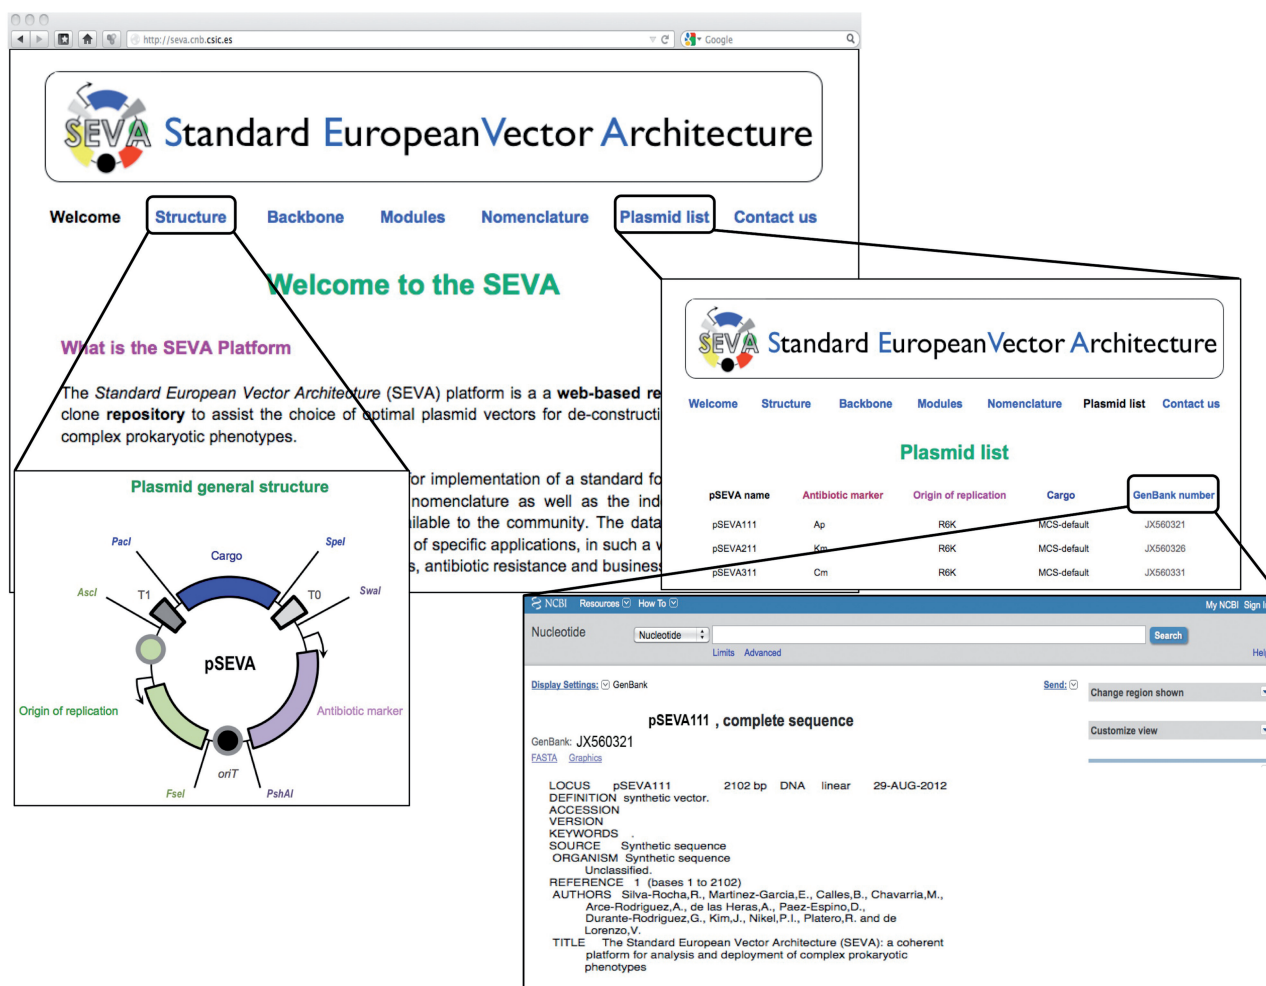 http://seva.cnb.csic.es
Google
SEVA
Standard European Vector Architecture
Welcome Structure Backbone Modules Nomenclature Plasmid list Contact us
Welcome to the SEVA
What is the SEVA Platform
The Standard European Vector Architecture (SEVA) platform is a a web-based re
clone repository to assist the choice of optimal plasmid vectors for de-constructi
complex prokaryotic phenotypes.
or implementation of a standard fo
nomenclature as well as the ind
ilable to the community. The data
of specific applications, in such a w
s, antibiotic resistance and business
Plasmid general structure
PacI
Cargo
SpeI
AscI
T1
T0
SwaI
pSEVA
Origin of replication
Antibiotic marker
oriT
FseI
PshAI
SEVA
Standard European Vector Architecture
Welcome Structure Backbone Modules Nomenclature Plasmid list Contact us
Plasmid list
pSEVA name Antibiotic marker Origin of replication Cargo GenBank number
pSEVA111 Ap R6K MCS-default JX560321
pSEVA211 Km R6K MCS-default JX560326
pSEVA311 Cm R6K MCS-default JX560331
NCBI Resources How To My NCBI Sign In
Nucleotide Nucleotide Search
Limits Advanced Help
Display Settings: GenBank Send:
Change region shown
pSEVA111 , complete sequence
Customize view
GenBank: JX560321
FASTA Graphics
LOCUS pSEVA111 2102 bp DNA linear 29-AUG-2012
DEFINITION synthetic vector.
ACCESSION
VERSION
KEYWORDS .
SOURCE Synthetic sequence
ORGANISM Synthetic sequence
Unclassified.
REFERENCE 1 (bases 1 to 2102)
AUTHORS Silva-Rocha,R., Martinez-Garcia,E., Calles,B., Chavarria,M.,
Arce-Rodriguez,A., de las Heras,A., Paez-Espino,D.,
Durante-Rodriguez,G., Kim,J., Nikel,P.I., Platero,R. and de
Lorenzo,V.
TITLE The Standard European Vector Architecture (SEVA): a coherent
platform for analysis and deployment of complex prokaryotic
phenotypes